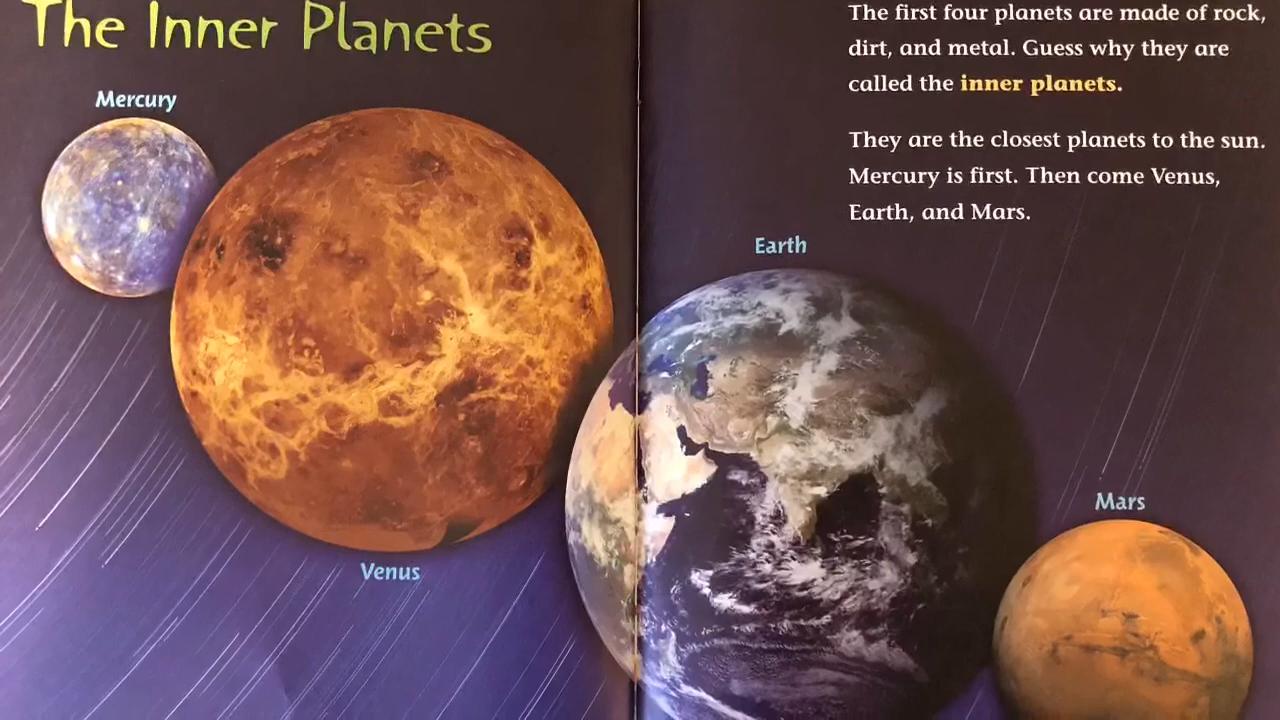 The Inner Planets
Mercury
Venus
The first four planets are made of rock,
dirt, and metal. Guess why they are
called the inner planets.
They are the closest planets to the sun.
Mercury is first. Then come Venus,
Earth, and Mars.
Earth
Mars